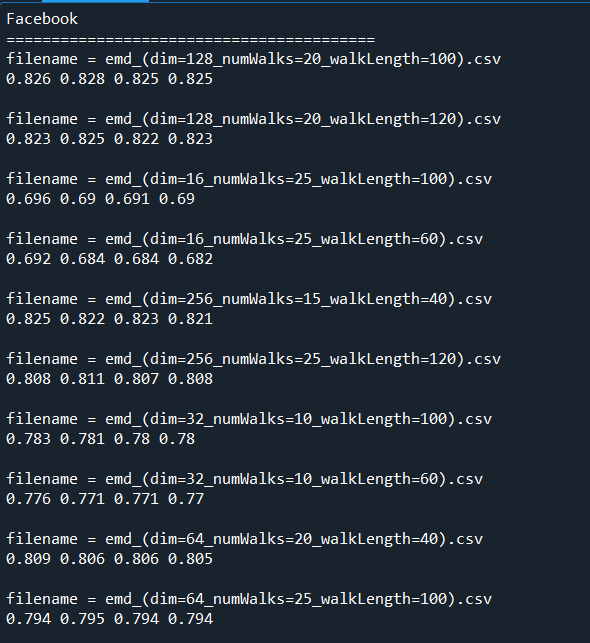 Facebook
=========================================
filename = emd_(dim=128_numWalks=20_walkLength=100).csv
0.826 0.828 0.825 0.825
filename = emd_(dim=128_numWalks=20_walkLength=120).csv
0.823 0.825 0.822 0.823
filename = emd_(dim=16_numWalks=25_walkLength=100).csv
0.696 0.69 0.691 0.69
filename = emd_(dim=16_numWalks=25_walkLength=60).csv
0.692 0.684 0.684 0.682
filename = emd_(dim=256_numWalks=15_walkLength=40).csv
0.825 0.822 0.823 0.821
filename = emd_(dim=256_numWalks=25_walkLength=120).csv
0.808 0.811 0.807 0.808
filename = emd_(dim=32_numWalks=10_walkLength=100).csv
0.783 0.781 0.78 0.78
filename = emd_(dim=32_numWalks=10_walkLength=60).csv
0.776 0.771 0.771 0.77
filename = emd_(dim=64_numWalks=20_walkLength=40).csv
0.809 0.806 0.806 0.805
filename = emd_(dim=64_numWalks=25_walkLength=100).csv
0.794 0.795 0.794 0.794